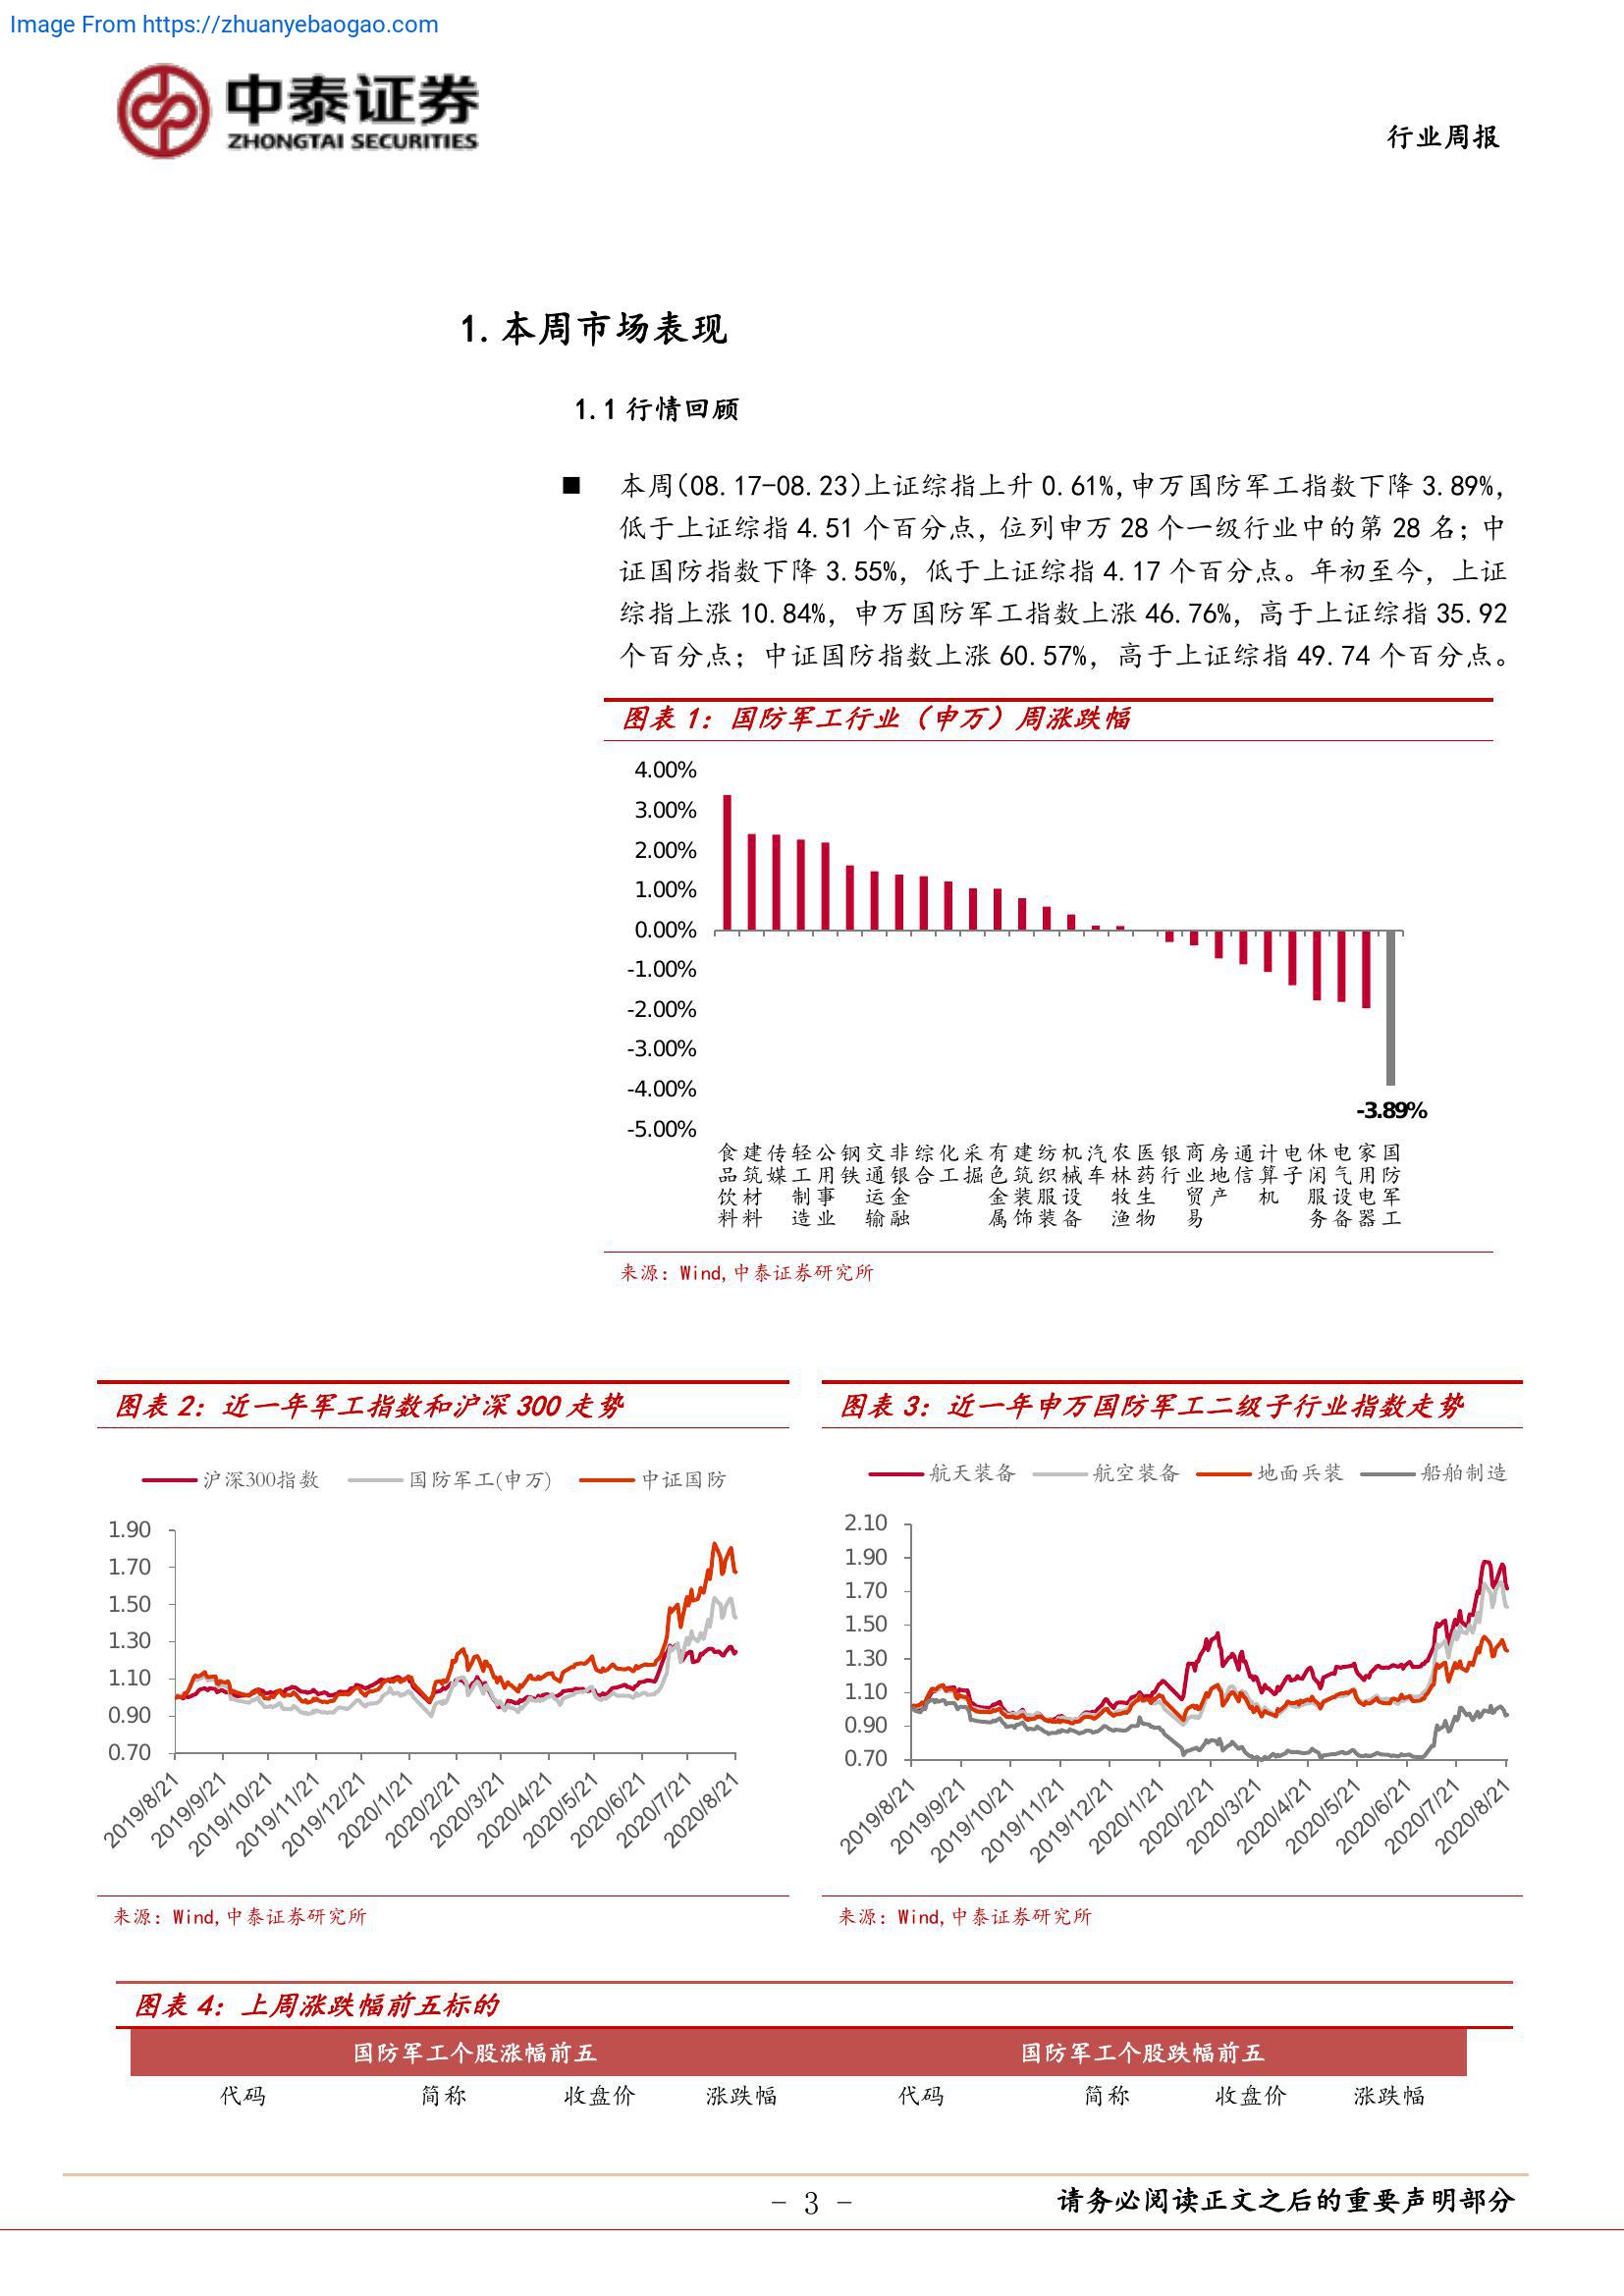 Image From https://zhuanyebaogao.com
中泰证券
ZHONGTAI SECURITIES
行业周报
1.本周市场表现
1.1 行情回顾
■ 本周(08.17-08.23)上证综指上升 0.61%,申万国防军工指数下降 3.89%,
低于上证综指 4.51 个百分点, 位列申万 28 个一级行业中的第 28 名; 中
证国防指数下降 3.55%, 低于上证综指 4.17 个百分点。年初至今, 上证
综指上涨 10.84%, 申万国防军工指数上涨 46.76%, 高于上证综指 35.92
个百分点; 中证国防指数上涨 60.57%, 高于上证综指 49.74 个百分点。
图表 1: 国防军工行业（申万）周涨跌幅
4.00%
3.00%
2.00%
1.00%
0.00%
-1.00%
-2.00%
-3.00%
-4.00%
-5.00%
-3.89%
食品饮料
建筑材料
传媒
轻工制造
公用事业
钢铁
交通运输
非银金融
综合
化工
采掘
有色金属
建筑装饰
纺织服装
机械设备
汽车
农林牧渔
医药生物
银行
商业贸易
房地产
通信
计算机
电子
休闲服务
电气设备
家用电器
国防军工
来源: Wind,中泰证券研究所
图表 2: 近一年军工指数和沪深 300 走势
沪深300指数 国防军工(申万) 中证国防
1.90
1.70
1.50
1.30
1.10
0.90
0.70
2019/8/21
2019/9/21
2019/10/21
2019/11/21
2019/12/21
2020/1/21
2020/2/21
2020/3/21
2020/4/21
2020/5/21
2020/6/21
2020/7/21
2020/8/21
来源: Wind,中泰证券研究所
图表 3: 近一年申万国防军工二级子行业指数走势
航天装备 航空装备 地面兵装 船舶制造
2.10
1.90
1.70
1.50
1.30
1.10
0.90
0.70
2019/8/21
2019/9/21
2019/10/21
2019/11/21
2019/12/21
2020/1/21
2020/2/21
2020/3/21
2020/4/21
2020/5/21
2020/6/21
2020/7/21
2020/8/21
来源: Wind,中泰证券研究所
图表 4: 上周涨跌幅前五标的
国防军工个股涨幅前五 国防军工个股跌幅前五
代码 简称 收盘价 涨跌幅 代码 简称 收盘价 涨跌幅
- 3 -
请务必阅读正文之后的重要声明部分